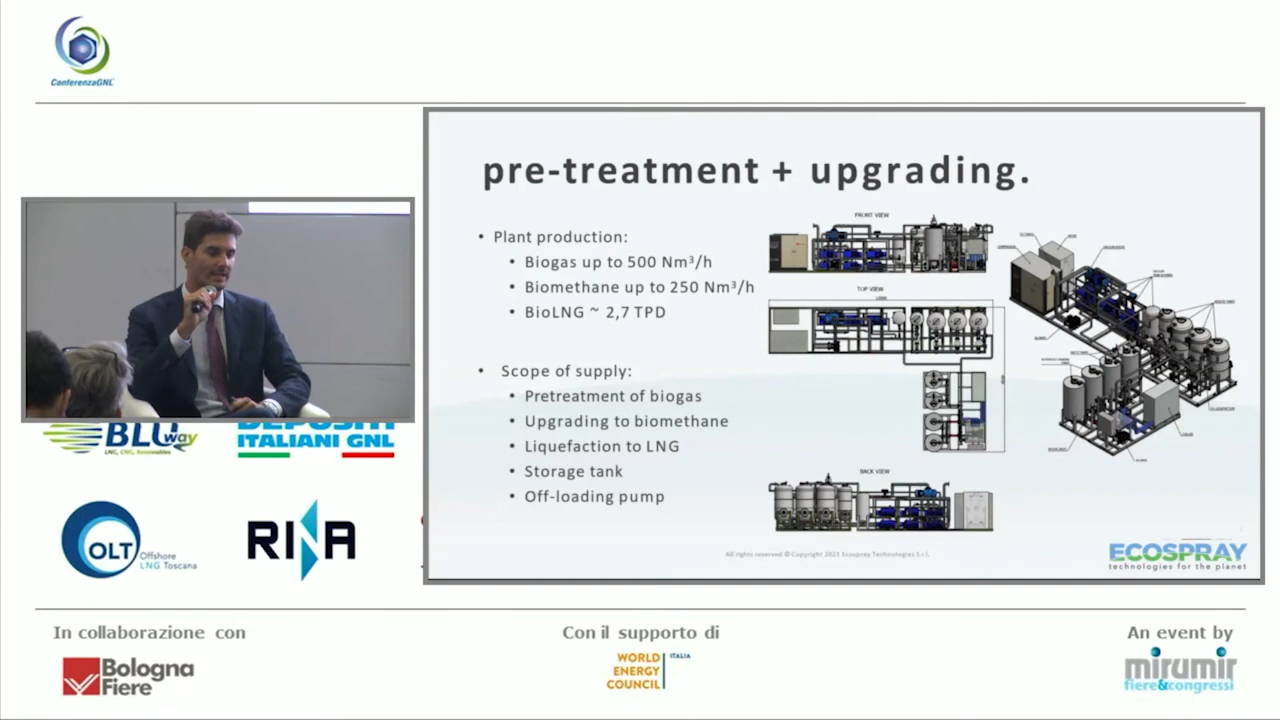 ConferenzaGNL
pre-treatment + upgrading.
• Plant production:
• Biogas up to 500 Nm³/h
• Biomethane up to 250 Nm³/h
• BioLNG ~ 2,7 TPD
• Scope of supply:
• Pretreatment of biogas
• Upgrading to biomethane
• Liquefaction to LNG
• Storage tank
• Off-loading pump
FRONT VIEW
TOP VIEW
BACK VIEW
All rights reserved © Copyright 2021 Ecospray Technologies S.r.l.
ECOSPRAY
technologies for the planet
BLUway
LNG, CNG, Renewables
DEPOSITI
ITALIANI GNL
OLT Offshore
LNG Toscana
RINA
In collaborazione con
Bologna
Fiere
Con il supporto di
WORLD
ENERGY
COUNCIL
ITALIA
An event by
mirumir
fiere&congressi